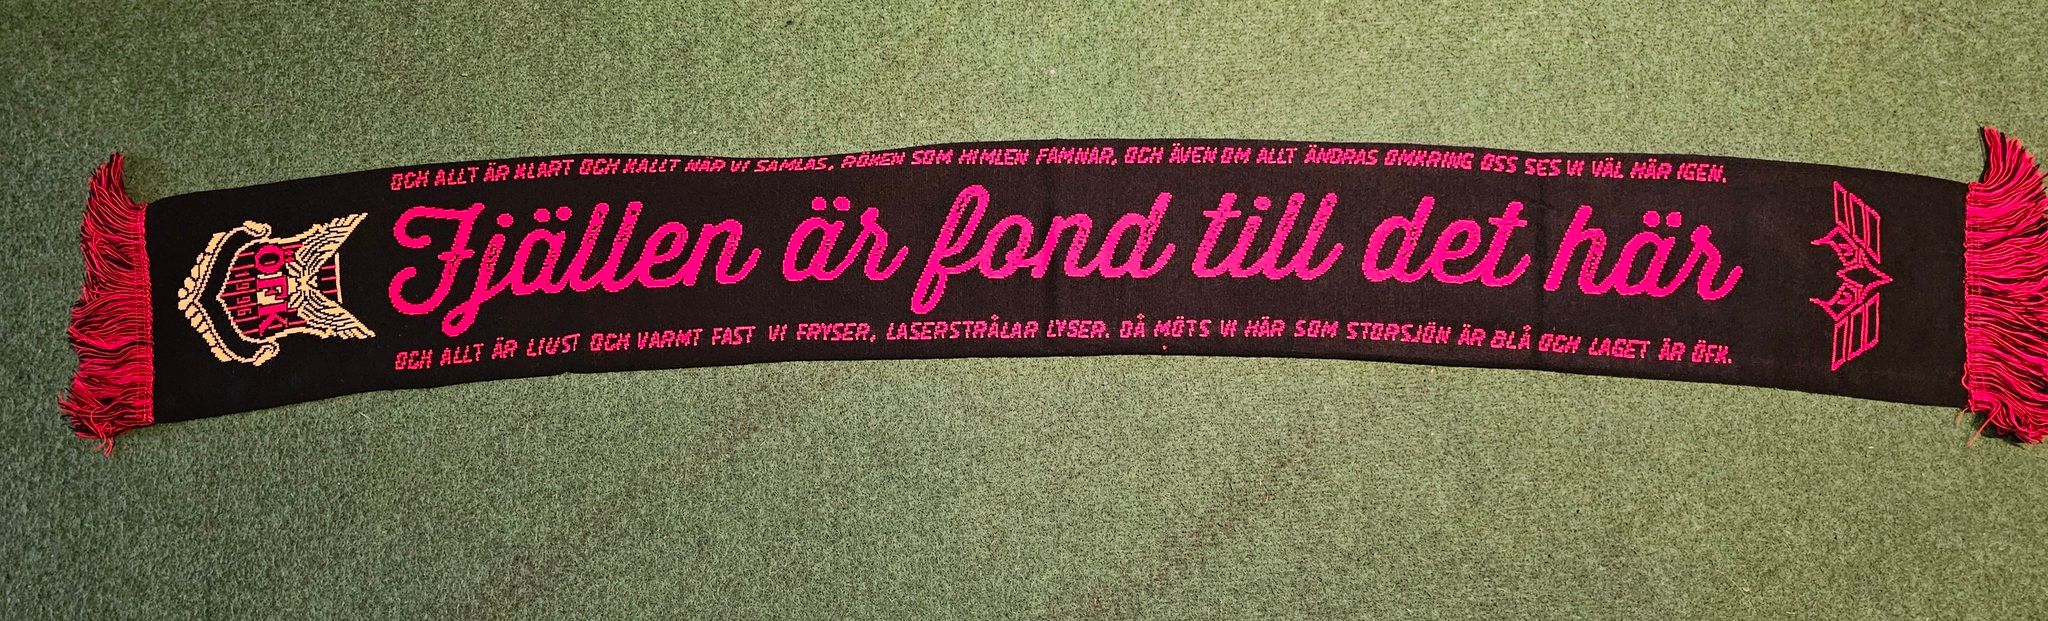 OCH ALLT ÄR KLART OCH KALLT NÄR VI SAMLAS, RÖKEN SOM HIMLEN FAMNAR. OCH ÄVEN OM ALLT ÄNDRAS OMKRING OSS SES VI VÄL HÄR IGEN.
Fjällen är fond till det här
OCH ALLT ÄR LJUST OCH VARMT FAST VI FRYSER, LASERSTRÅLAR LYSER. DÅ MÖTS VI HÄR SOM STORSJÖN ÄR BLÅ OCH LAGET ÄR ÖFK.
ÖFK
1996